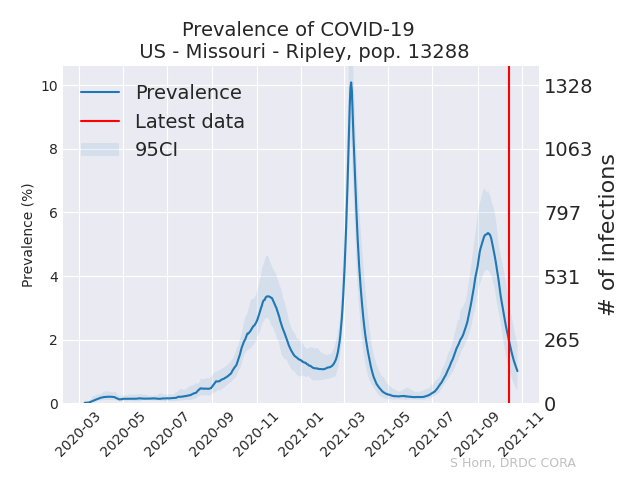 Prevalence of COVID-19
US - Missouri - Ripley, pop. 13288
Prevalence
Latest data
95CI
Prevalence (%)
10
8
6
4
2
0
1328
1063
797
531
265
0
# of infections
2020-03
2020-05
2020-07
2020-09
2020-11
2021-01
2021-03
2021-05
2021-07
2021-09
2021-11
S Horn, DRDC CORA